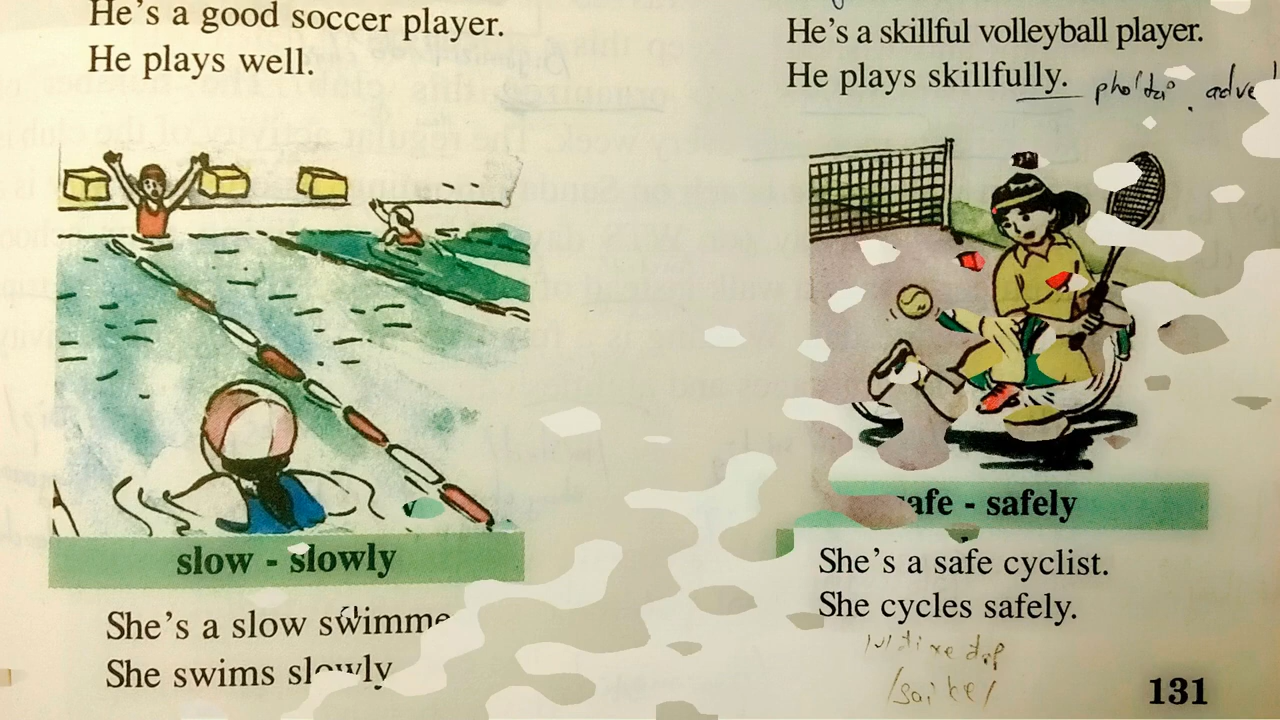 He's a good soccer player.
He plays well.
slow - slowly
She's a slow
She swims slowly
He's a skillful volleyball player.
He plays skillfully.
safe - safely
She's a safe cyclist.
She cycles safely.
131